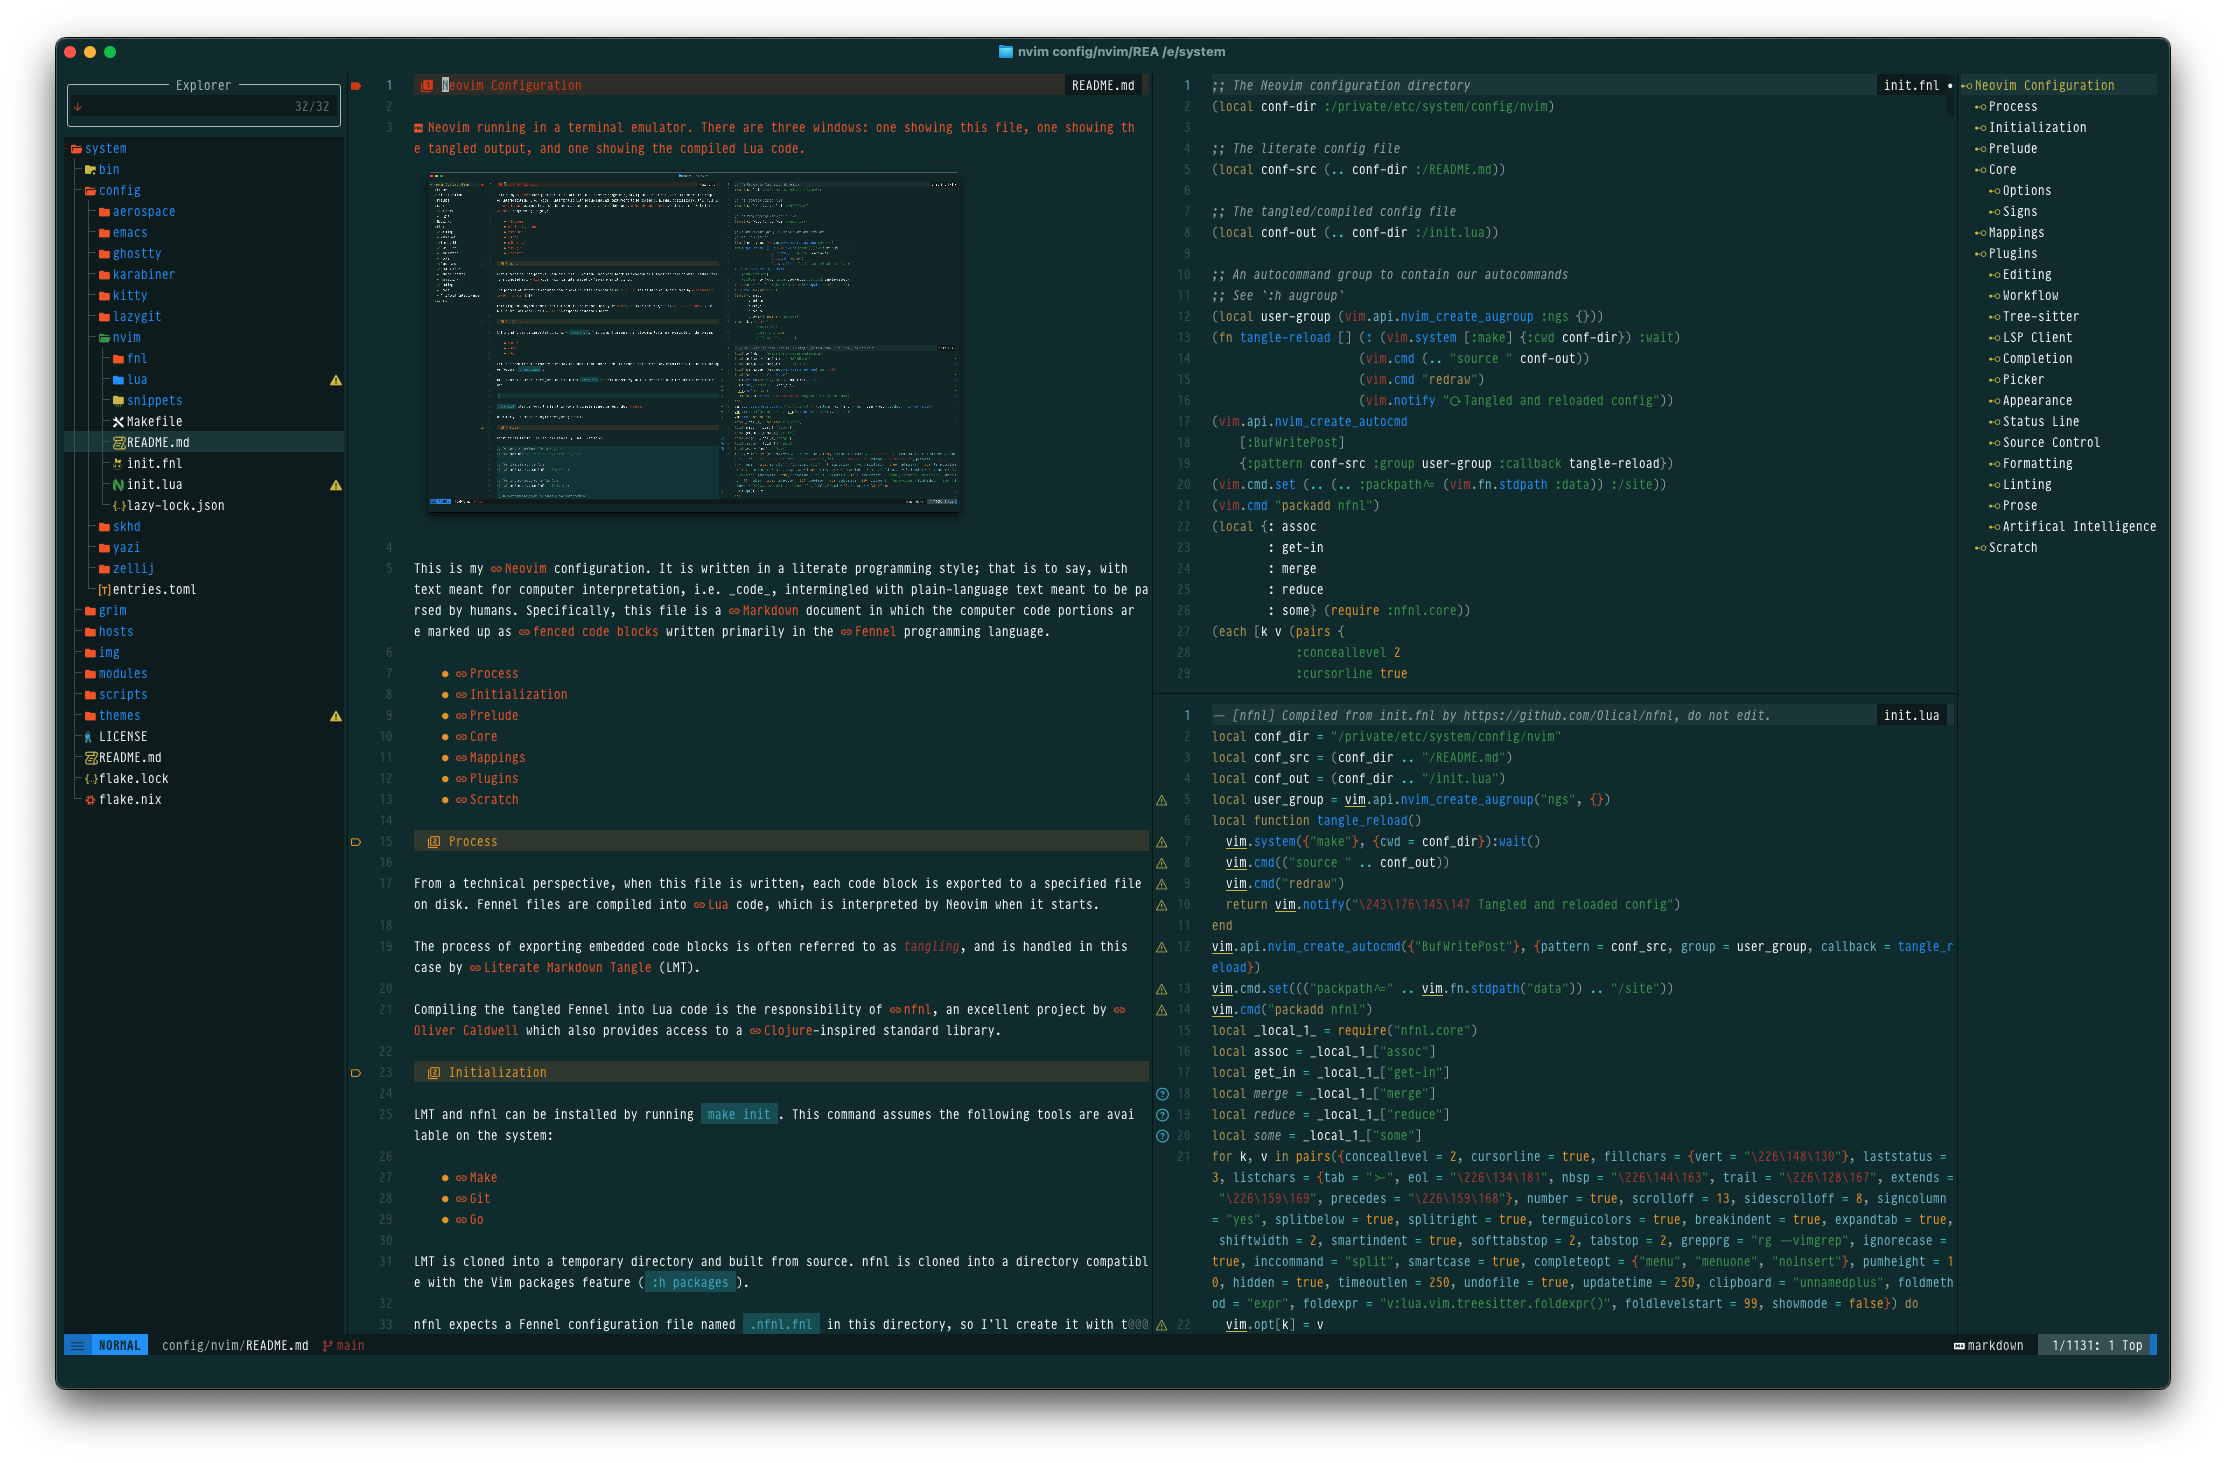 nvim config/nvim/REA /e/system
Explorer
32/32
system
bin
config
aerospace
emacs
ghostty
karabiner
kitty
lazygit
nvim
fnl
lua
snippets
Makefile
README.md
init.fnl
init.lua
lazy-lock.json
skhd
yazi
zellij
entries.toml
grim
hosts
img
modules
scripts
themes
LICENSE
README.md
flake.lock
flake.nix
1 Neovim Configuration README.md
2
3 Neovim running in a terminal emulator. There are three windows: one showing this file, one showing th
e tangled output, and one showing the compiled Lua code.
4
5 This is my Neovim configuration. It is written in a literate programming style; that is to say, with
text meant for computer interpretation, i.e. _code_, intermingled with plain-language text meant to be pa
rsed by humans. Specifically, this file is a Markdown document in which the computer code portions ar
e marked up as fenced code blocks written primarily in the Fennel programming language.
6
7 ● Process
8 ● Initialization
9 ● Prelude
10 ● Core
11 ● Mappings
12 ● Plugins
13 ● Scratch
14
15 Process
16
17 From a technical perspective, when this file is written, each code block is exported to a specified file
on disk. Fennel files are compiled into Lua code, which is interpreted by Neovim when it starts.
18
19 The process of exporting embedded code blocks is often referred to as tangling, and is handled in this
case by Literate Markdown Tangle (LMT).
20
21 Compiling the tangled Fennel into Lua code is the responsibility of nfnl, an excellent project by
Oliver Caldwell which also provides access to a Clojure-inspired standard library.
22
23 Initialization
24
25 LMT and nfnl can be installed by running make init . This command assumes the following tools are avai
lable on the system:
26
27 ● Make
28 ● Git
29 ● Go
30
31 LMT is cloned into a temporary directory and built from source. nfnl is cloned into a directory compatibl
e with the Vim packages feature ( :h packages ).
32
33 nfnl expects a Fennel configuration file named .nfnl.fnl in this directory, so I'll create it with t@@@
1 ;; The Neovim configuration directory init.fnl ●
2 (local conf-dir :/private/etc/system/config/nvim)
3
4 ;; The literate config file
5 (local conf-src (.. conf-dir :/README.md))
6
7 ;; The tangled/compiled config file
8 (local conf-out (.. conf-dir :/init.lua))
9
10 ;; An autocommand group to contain our autocommands
11 ;; See `:h augroup`
12 (local user-group (vim.api.nvim_create_augroup :ngs {}))
13 (fn tangle-reload [] (: (vim.system [:make] {:cwd conf-dir}) :wait)
14 (vim.cmd (.. "source " conf-out))
15 (vim.cmd "redraw")
16 (vim.notify "Tangled and reloaded config"))
17 (vim.api.nvim_create_autocmd
18 [:BufWritePost]
19 {:pattern conf-src :group user-group :callback tangle-reload})
20 (vim.cmd.set (.. (.. :packpath^= (vim.fn.stdpath :data)) :/site))
21 (vim.cmd "packadd nfnl")
22 (local {: assoc
23 : get-in
24 : merge
25 : reduce
26 : some} (require :nfnl.core))
27 (each [k v (pairs {
28 :conceallevel 2
29 :cursorline true
1 -- [nfnl] Compiled from init.fnl by https://github.com/Olical/nfnl, do not edit. init.lua
2 local conf_dir = "/private/etc/system/config/nvim"
3 local conf_src = (conf_dir .. "/README.md")
4 local conf_out = (conf_dir .. "/init.lua")
5 local user_group = vim.api.nvim_create_augroup("ngs", {})
6 local function tangle_reload()
7 vim.system({"make"}, {cwd = conf_dir}):wait()
8 vim.cmd(("source " .. conf_out))
9 vim.cmd("redraw")
10 return vim.notify("\243\176\145\147 Tangled and reloaded config")
11 end
12 vim.api.nvim_create_autocmd({"BufWritePost"}, {pattern = conf_src, group = user_group, callback = tangle_r
eload})
13 vim.cmd.set((("packpath^=" .. vim.fn.stdpath("data")) .. "/site"))
14 vim.cmd("packadd nfnl")
15 local _local_1_ = require("nfnl.core")
16 local assoc = _local_1_["assoc"]
17 local get_in = _local_1_["get-in"]
18 local merge = _local_1_["merge"]
19 local reduce = _local_1_["reduce"]
20 local some = _local_1_["some"]
21 for k, v in pairs({conceallevel = 2, cursorline = true, fillchars = {vert = "\226\148\130"}, laststatus =
3, listchars = {tab = ">-", eol = "\226\134\181", nbsp = "\226\144\163", trail = "\226\128\167", extends =
"\226\159\169", precedes = "\226\159\168"}, number = true, scrolloff = 13, sidescrolloff = 8, signcolumn
= "yes", splitbelow = true, splitright = true, termguicolors = true, breakindent = true, expandtab = true,
shiftwidth = 2, smartindent = true, softtabstop = 2, tabstop = 2, grepprg = "rg --vimgrep", ignorecase =
true, inccommand = "split", smartcase = true, completeopt = {"menu", "menuone", "noinsert"}, pumheight = 1
0, hidden = true, timeoutlen = 250, undofile = true, updatetime = 250, clipboard = "unnamedplus", foldmeth
od = "expr", foldexpr = "v:lua.vim.treesitter.foldexpr()", foldlevelstart = 99, showmode = false}) do
22 vim.opt[k] = v
Neovim Configuration
Process
Initialization
Prelude
Core
Options
Signs
Mappings
Plugins
Editing
Workflow
Tree-sitter
LSP Client
Completion
Picker
Appearance
Status Line
Source Control
Formatting
Linting
Prose
Artifical Intelligence
Scratch
NORMAL config/nvim/README.md main markdown 1/1131: 1 Top